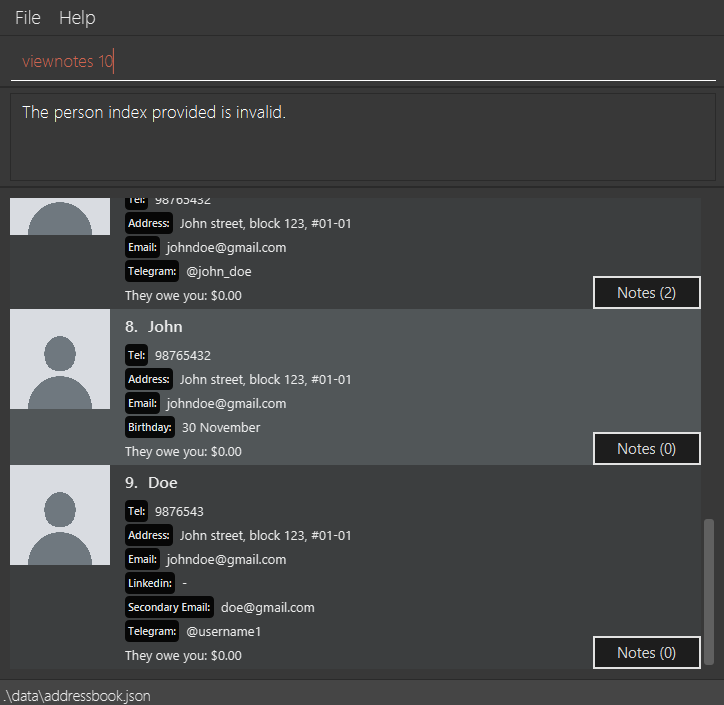 File Help
viewnotes 10
The person index provided is invalid.
Tel: 98765432
Address: John street, block 123, #01-01
Email: johndoe@gmail.com
Telegram: @john_doe
They owe you: $0.00
Notes (2)
8. John
Tel: 98765432
Address: John street, block 123, #01-01
Email: johndoe@gmail.com
Birthday: 30 November
They owe you: $0.00
Notes (0)
9. Doe
Tel: 9876543
Address: John street, block 123, #01-01
Email: johndoe@gmail.com
Linkedin: -
Secondary Email: doe@gmail.com
Telegram: @username1
They owe you: $0.00
Notes (0)
.\data\addressbook.json